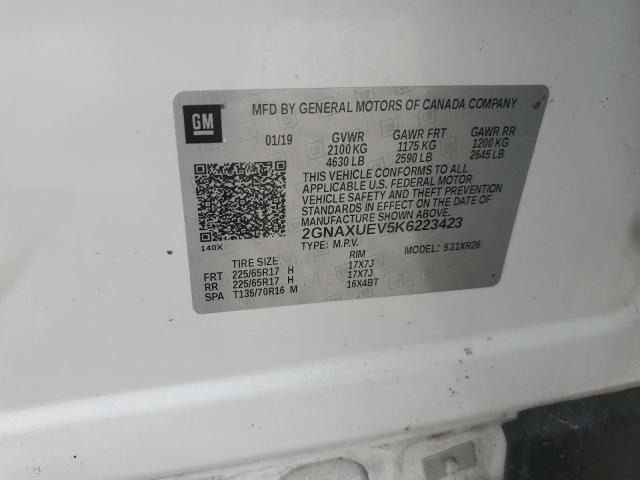 GM
MFD BY GENERAL MOTORS OF CANADA COMPANY
01/19 GVWR GAWR FRT GAWR RR
2100 KG 1175 KG 1200 KG
4630 LB 2590 LB 2645 LB
THIS VEHICLE CONFORMS TO ALL
APPLICABLE U.S. FEDERAL MOTOR
VEHICLE SAFETY AND THEFT PREVENTION
STANDARDS IN EFFECT ON THE DATE OF
MANUFACTURE SHOWN ABOVE.
2GNAXUEV5K6223423
140X TYPE: M.P.V. MODEL: 531XR26
TIRE SIZE RIM
FRT 225/65R17 H 17X7J
RR 225/65R17 H 17X7J
SPA T135/70R16 M 16X4BT